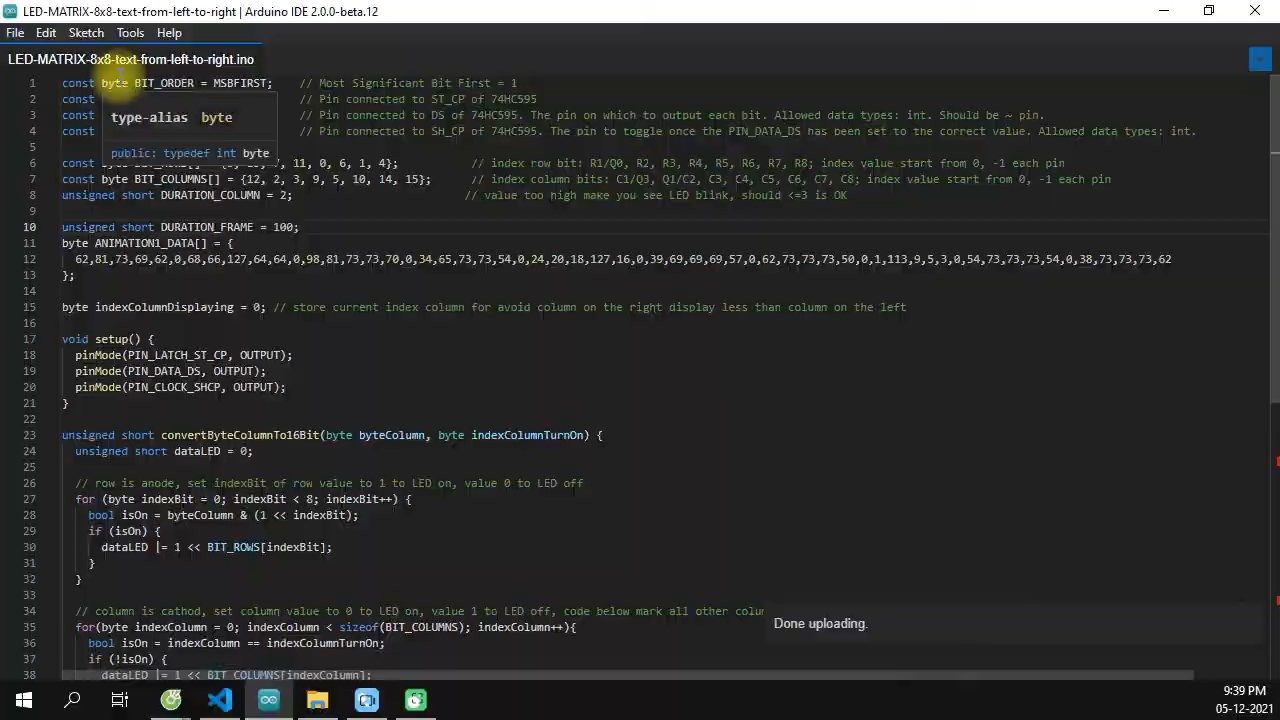 LED-MATRIX-8x8-text-from-left-to-right | Arduino IDE 2.0.0-beta.12
File Edit Sketch Tools Help
LED-MATRIX-8x8-text-from-left-to-right.ino
1 const byte BIT_ORDER = MSBFIRST; // Most Significant Bit First = 1
2 const // Pin connected to ST_CP of 74HC595
3 const // Pin connected to DS of 74HC595. The pin on which to output each bit. Allowed data types: int. Should be ~ pin.
4 const // Pin connected to SH_CP of 74HC595. The pin to toggle once the PIN_DATA_DS has been set to the correct value. Allowed data types: int.
type-alias byte
public: typedef int byte
5
6 11, 0, 6, 1, 4}; // index row bit: R1/Q0, R2, R3, R4, R5, R6, R7, R8; index value start from 0, -1 each pin
7 const byte BIT_COLUMNS[] = {12, 2, 3, 9, 5, 10, 14, 15}; // index column bits: C1/Q3, Q1/C2, C3, C4, C5, C6, C7, C8; index value start from 0, -1 each pin
8 unsigned short DURATION_COLUMN = 2; // value too high make you see LED blink, should <=3 is OK
9
10 unsigned short DURATION_FRAME = 100;
11 byte ANIMATION1_DATA[] = {
12 62,81,73,69,62,0,68,66,127,64,64,0,98,81,73,73,70,0,34,65,73,73,54,0,24,20,18,127,16,0,39,69,69,69,57,0,62,73,73,73,50,0,1,113,9,5,3,0,54,73,73,73,54,0,38,73,73,73,62
13 };
14
15 byte indexColumnDisplaying = 0; // store current index column for avoid column on the right display less than column on the left
16
17 void setup() {
18 pinMode(PIN_LATCH_ST_CP, OUTPUT);
19 pinMode(PIN_DATA_DS, OUTPUT);
20 pinMode(PIN_CLOCK_SHCP, OUTPUT);
21 }
22
23 unsigned short convertByteColumnTo16Bit(byte byteColumn, byte indexColumnTurnOn) {
24 unsigned short dataLED = 0;
25
26 // row is anode, set indexBit of row value to 1 to LED on, value 0 to LED off
27 for (byte indexBit = 0; indexBit < 8; indexBit++) {
28 bool isOn = byteColumn & (1 << indexBit);
29 if (isOn) {
30 dataLED |= 1 << BIT_ROWS[indexBit];
31 }
32 }
33
34 // column is cathod, set column value to 0 to LED on, value 1 to LED off, code below mark all other colum
35 for(byte indexColumn = 0; indexColumn < sizeof(BIT_COLUMNS); indexColumn++){
36 bool isOn = indexColumn == indexColumnTurnOn;
37 if (!isOn) {
38 dataLED |= 1 << BIT_COLUMNS[indexColumn];
Done uploading.
9:39 PM
05-12-2021